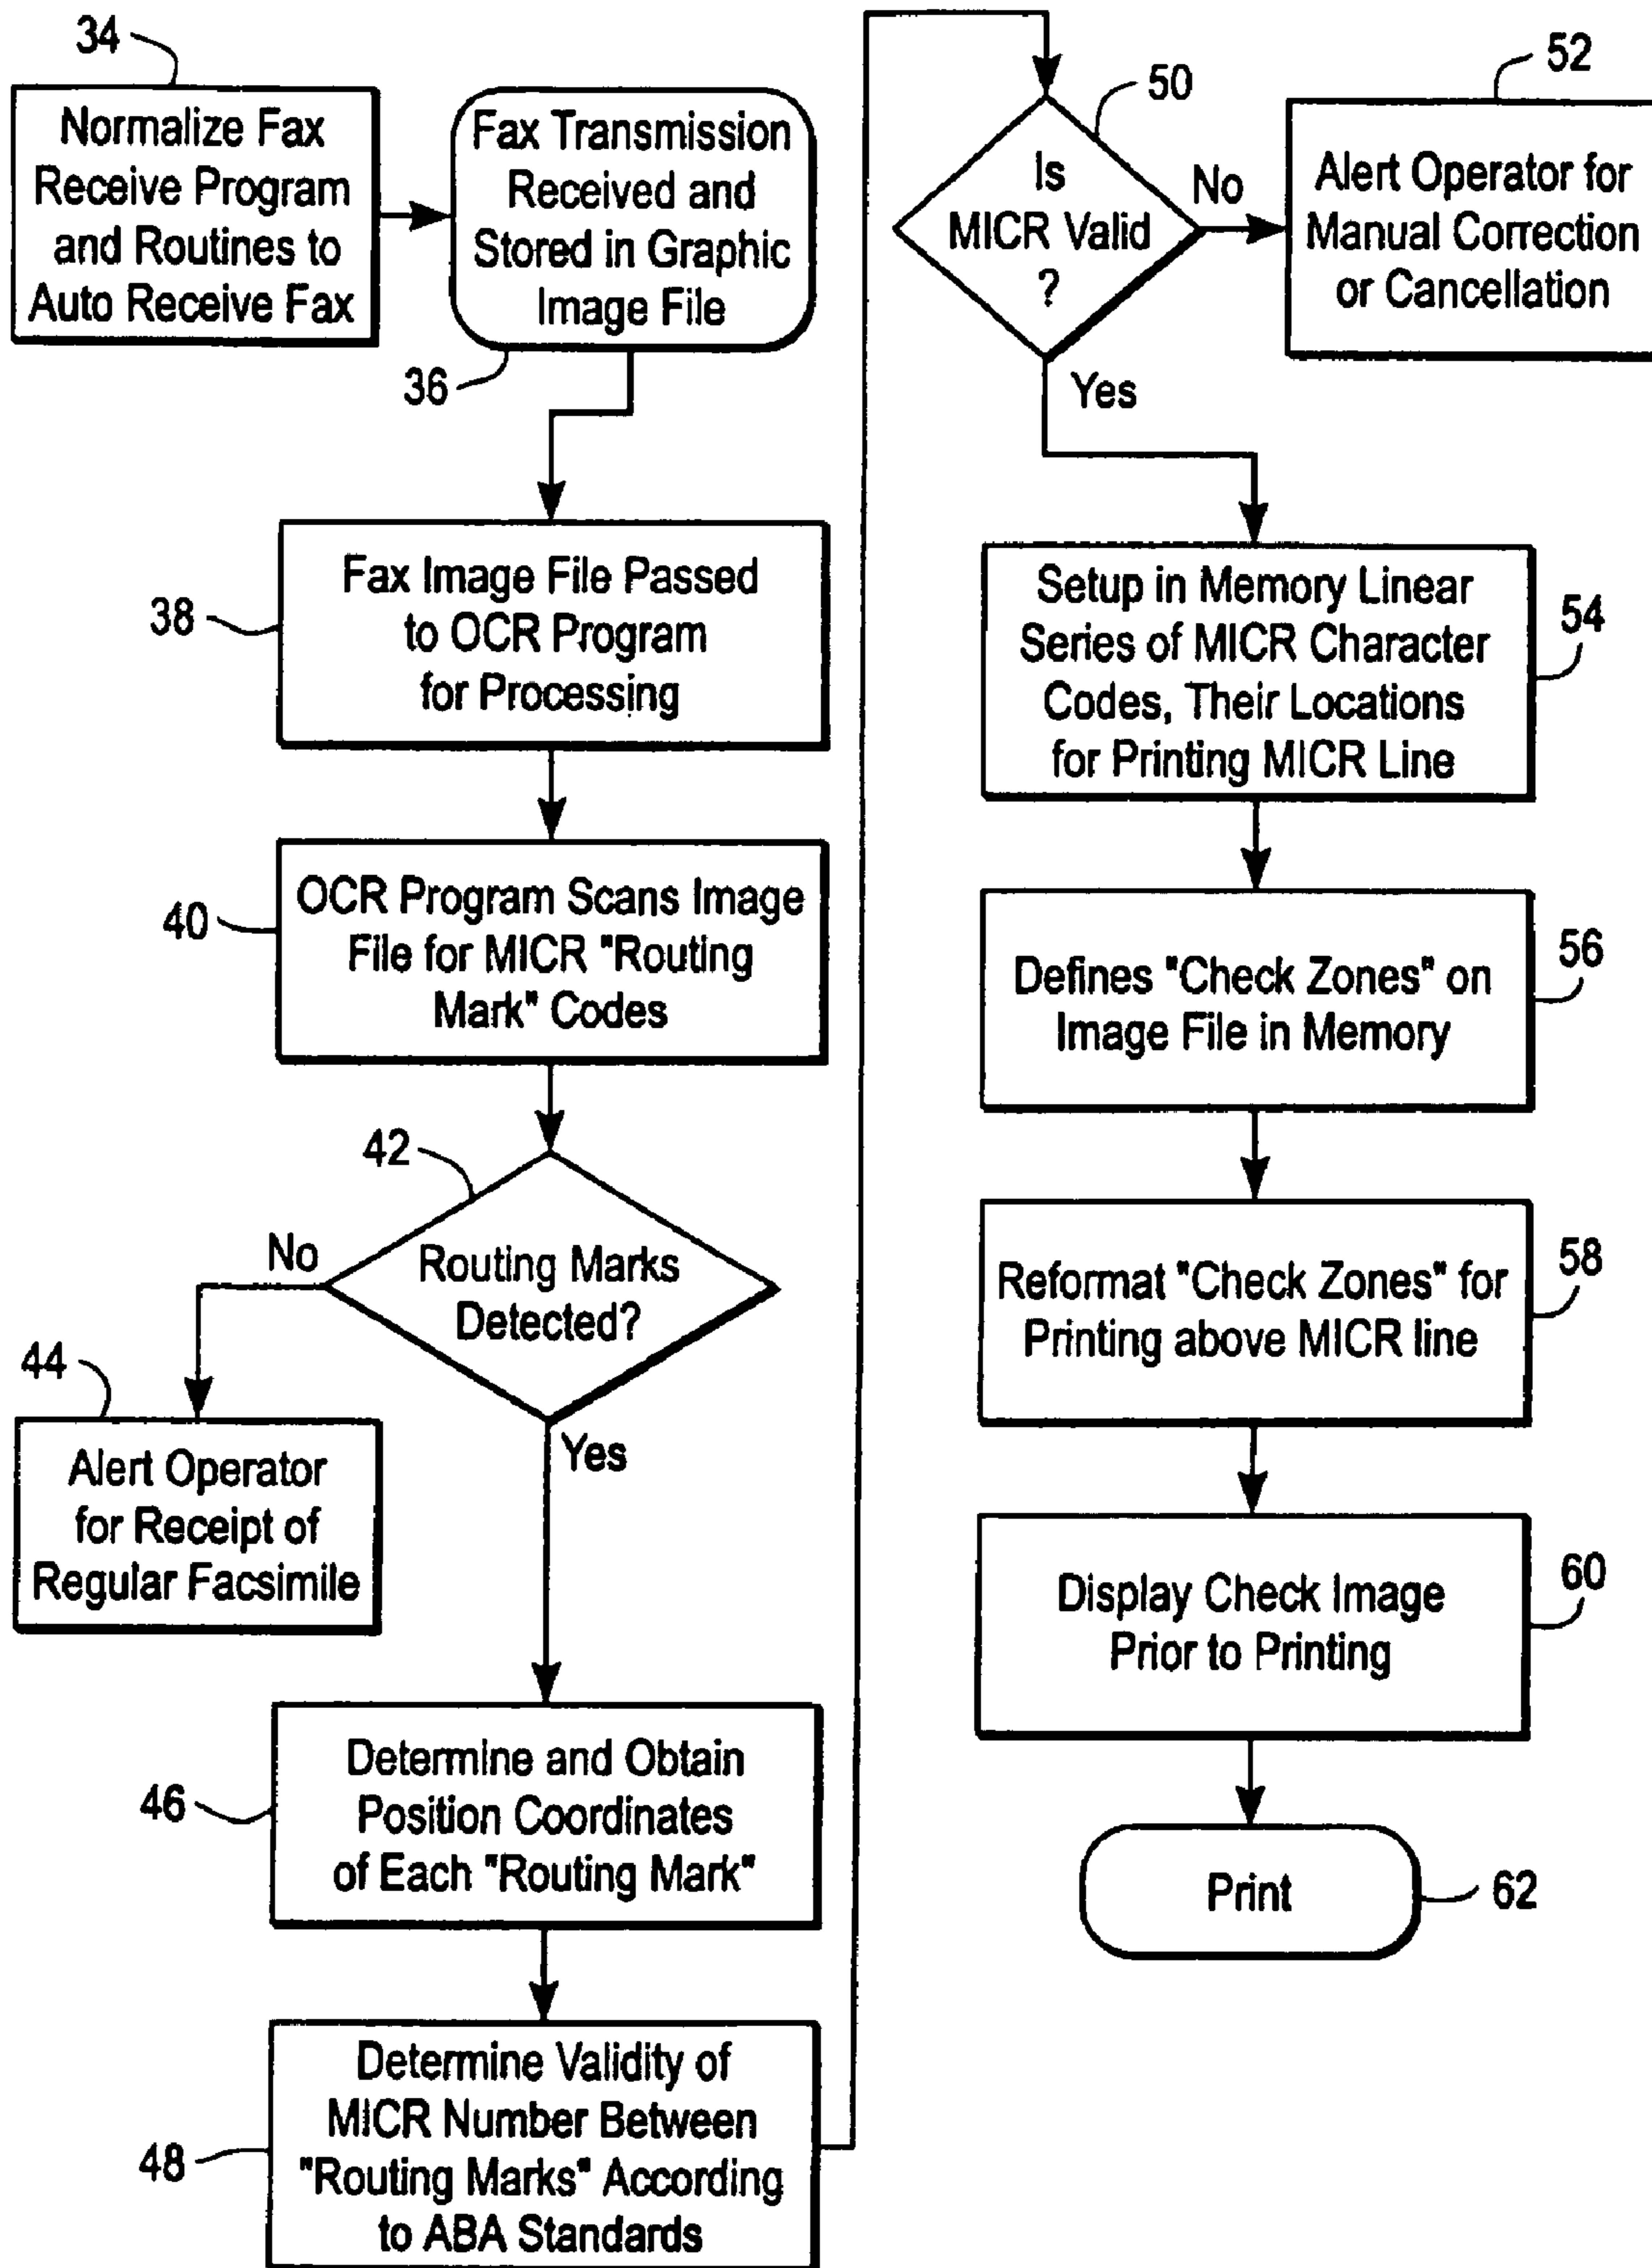 34
Normalize Fax
Receive Program
and Routines to
Auto Receive Fax
Fax Transmission
Received and
Stored in Graphic
Image File
36
38
Fax Image File Passed
to OCR Program
for Processing
40
OCR Program Scans Image
File for MICR "Routing
Mark" Codes
42
Routing Marks
Detected?
No
44
Alert Operator
for Receipt of
Regular Facsimile
Yes
46
Determine and Obtain
Position Coordinates
of Each "Routing Mark"
48
Determine Validity of
MICR Number Between
"Routing Marks" According
to ABA Standards
50
Is
MICR Valid
?
No
52
Alert Operator for
Manual Correction
or Cancellation
Yes
Setup in Memory Linear
Series of MICR Character
Codes, Their Locations
for Printing MICR Line
54
Defines "Check Zones" on
Image File in Memory
56
Reformat "Check Zones" for
Printing above MICR line
58
Display Check Image
Prior to Printing
60
Print
62